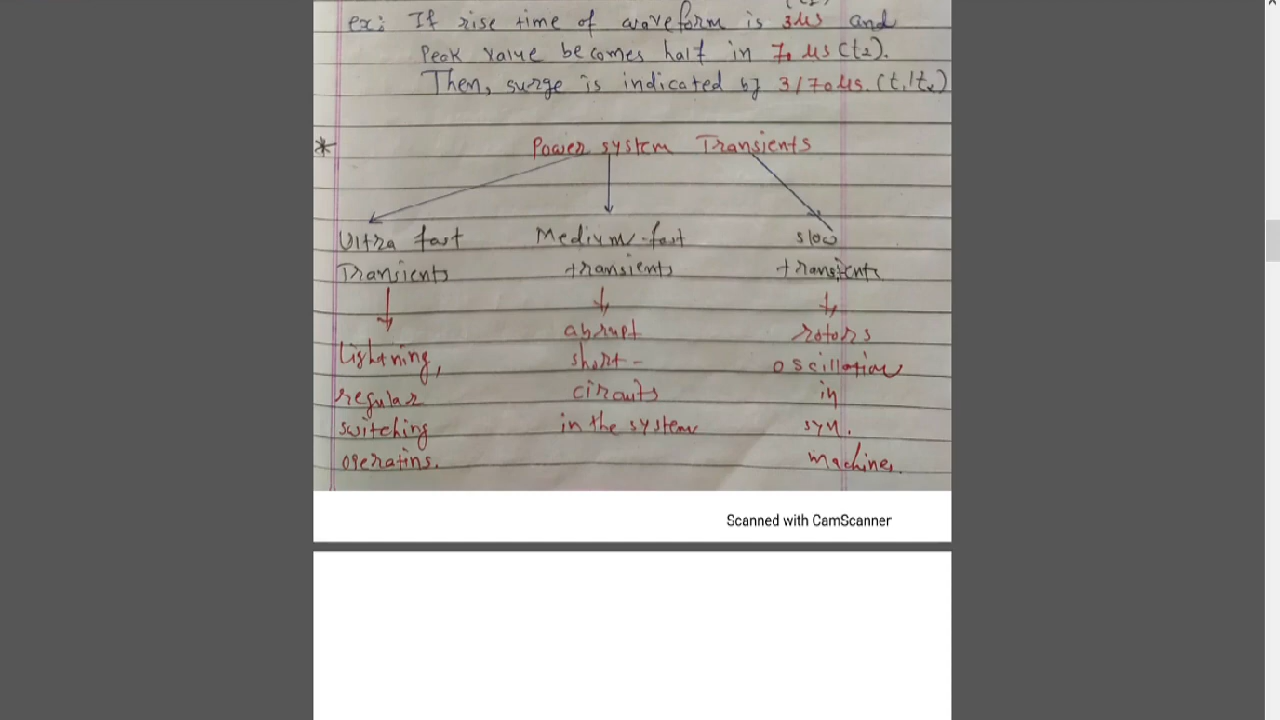 ex: If rise time of waveform is 3μs and
Peak value becomes half in 70 μs (t₂).
Then, surge is indicated by 3/70μs. (t₁/t₂)
* Power system Transients
Ultra fast Medium-fast slow
Transients transients transients
lightning, abrupt rotors
regular short- oscillation
switching circuits in
operatins. in the system syn.
machines
Scanned with CamScanner